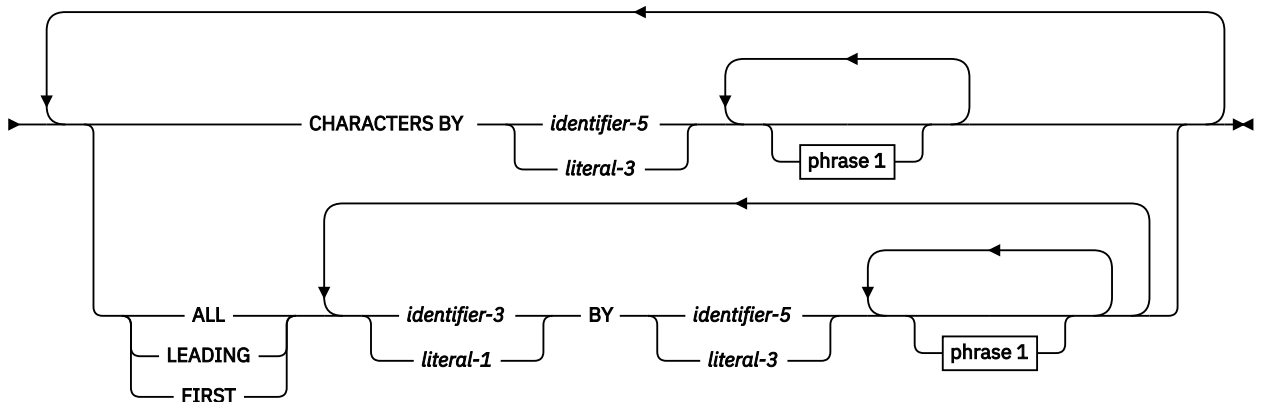 CHARACTERS BY identifier-5
literal-3
phrase 1
ALL identifier-3 BY identifier-5
LEADING literal-1 literal-3 phrase 1
FIRST